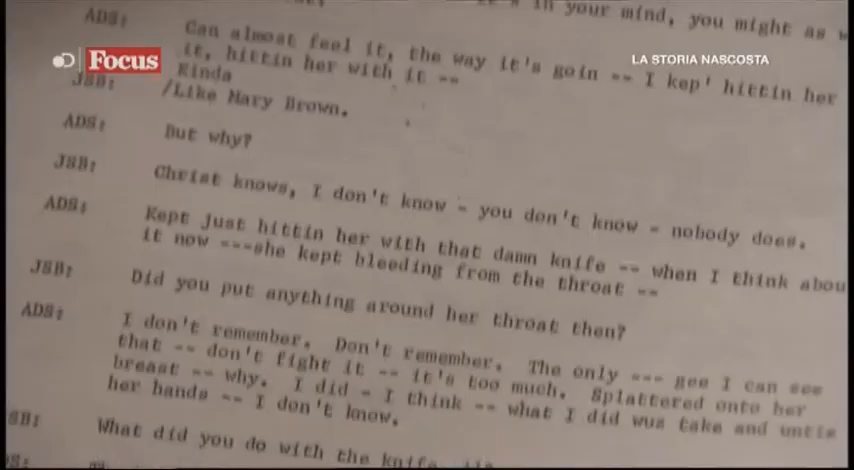 in your mind, you might as
ADS: Can almost feel it, the way it's goin -- I kep' hittin her
it, hittin her with it --
Focus
LA STORIA NASCOSTA
JSB: Kinda
/Like Mary Brown.
ADS: But why?
JSB: Christ knows, I don't know - you don't know - nobody does.
ADS: Kept just hittin her with that damn knife -- when I think abou
it now ---she kept bleeding from the throat --
JSB: Did you put anything around her throat then?
ADS: I don't remember. Don't remember. The only --- gee I can see
that -- don't fight it -- it's too much. Splattered onto her
breast -- why. I did - I think -- what I did wus take and untie
her hands -- I don't know.
SB: What did you do with the knife